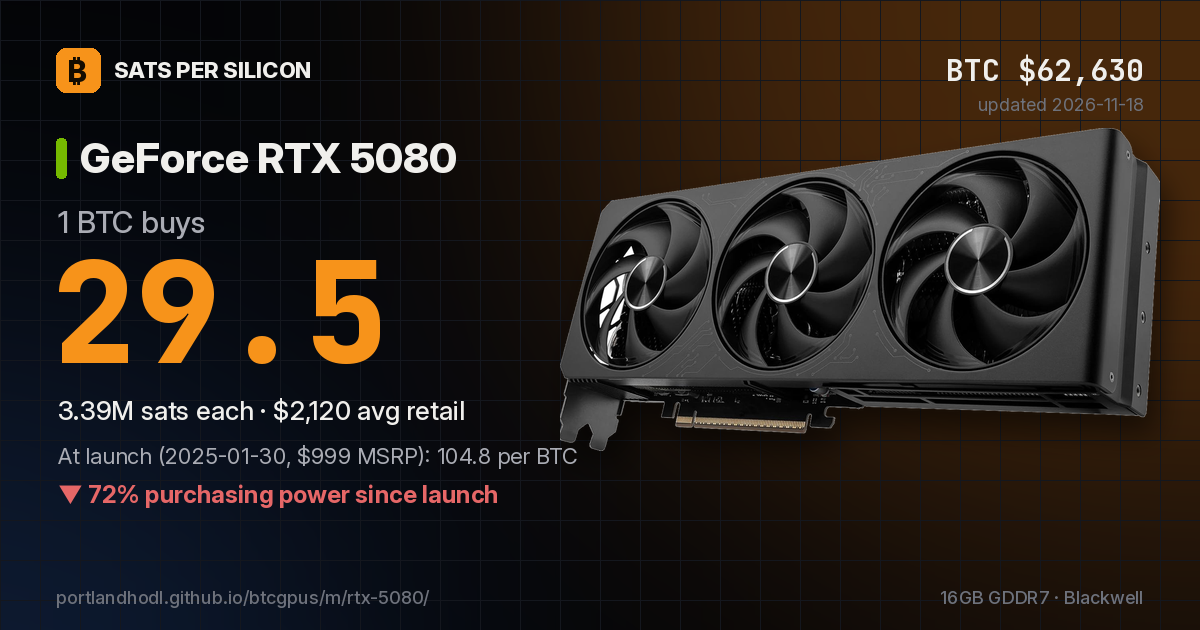 ₿ SATS PER SILICON
BTC $62,630
updated 2026-11-18
GeForce RTX 5080
1 BTC buys
29.5
3.39M sats each · $2,120 avg retail
At launch (2025-01-30, $999 MSRP): 104.8 per BTC
▼ 72% purchasing power since launch
portlandhodl.github.io/btcgpus/m/rtx-5080/
16GB GDDR7 · Blackwell